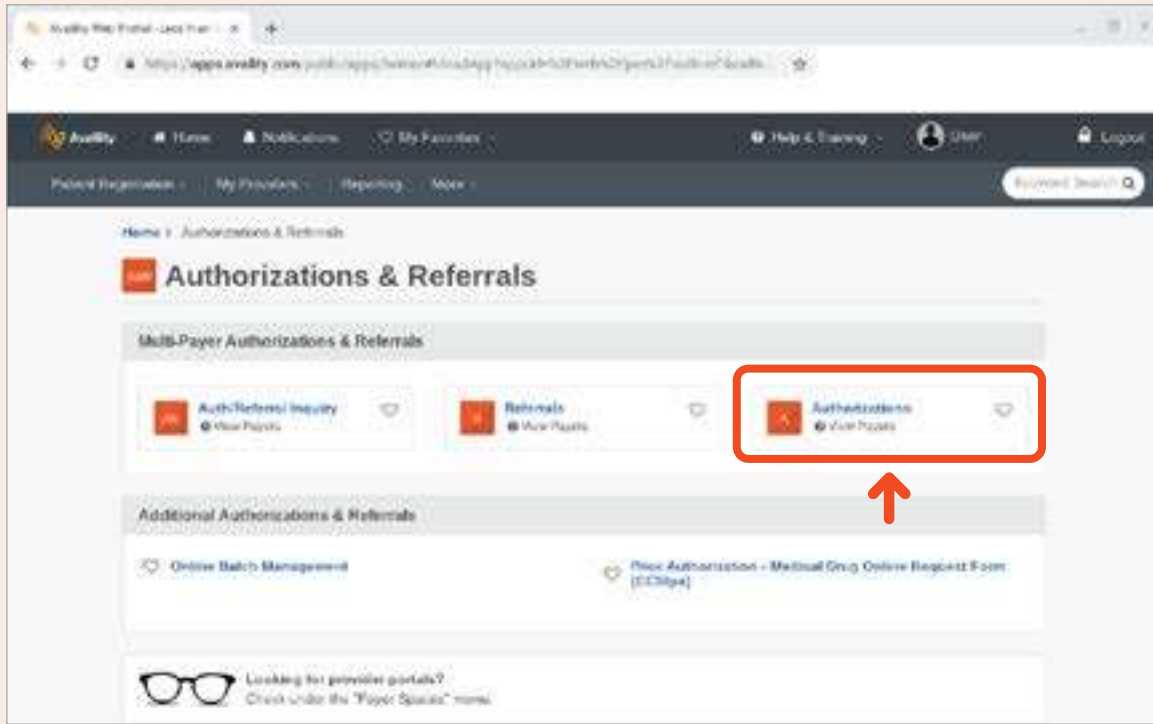 Availity Web Portal
apps.availity.com
Availity Home Notifications My Favorites Help & Training User Logout
Patient Registration My Providers Reporting More Keyword Search
Home Authorizations & Referrals
Authorizations & Referrals
Multi-Payer Authorizations & Referrals
Auth/Referral Inquiry Referrals Authorizations
View Payers View Payers View Payers
Additional Authorizations & Referrals
Online Batch Management Prior Authorization - Medical Drug Online Request Form
Looking for provider portals?
Check under the "Payer Spaces" menu